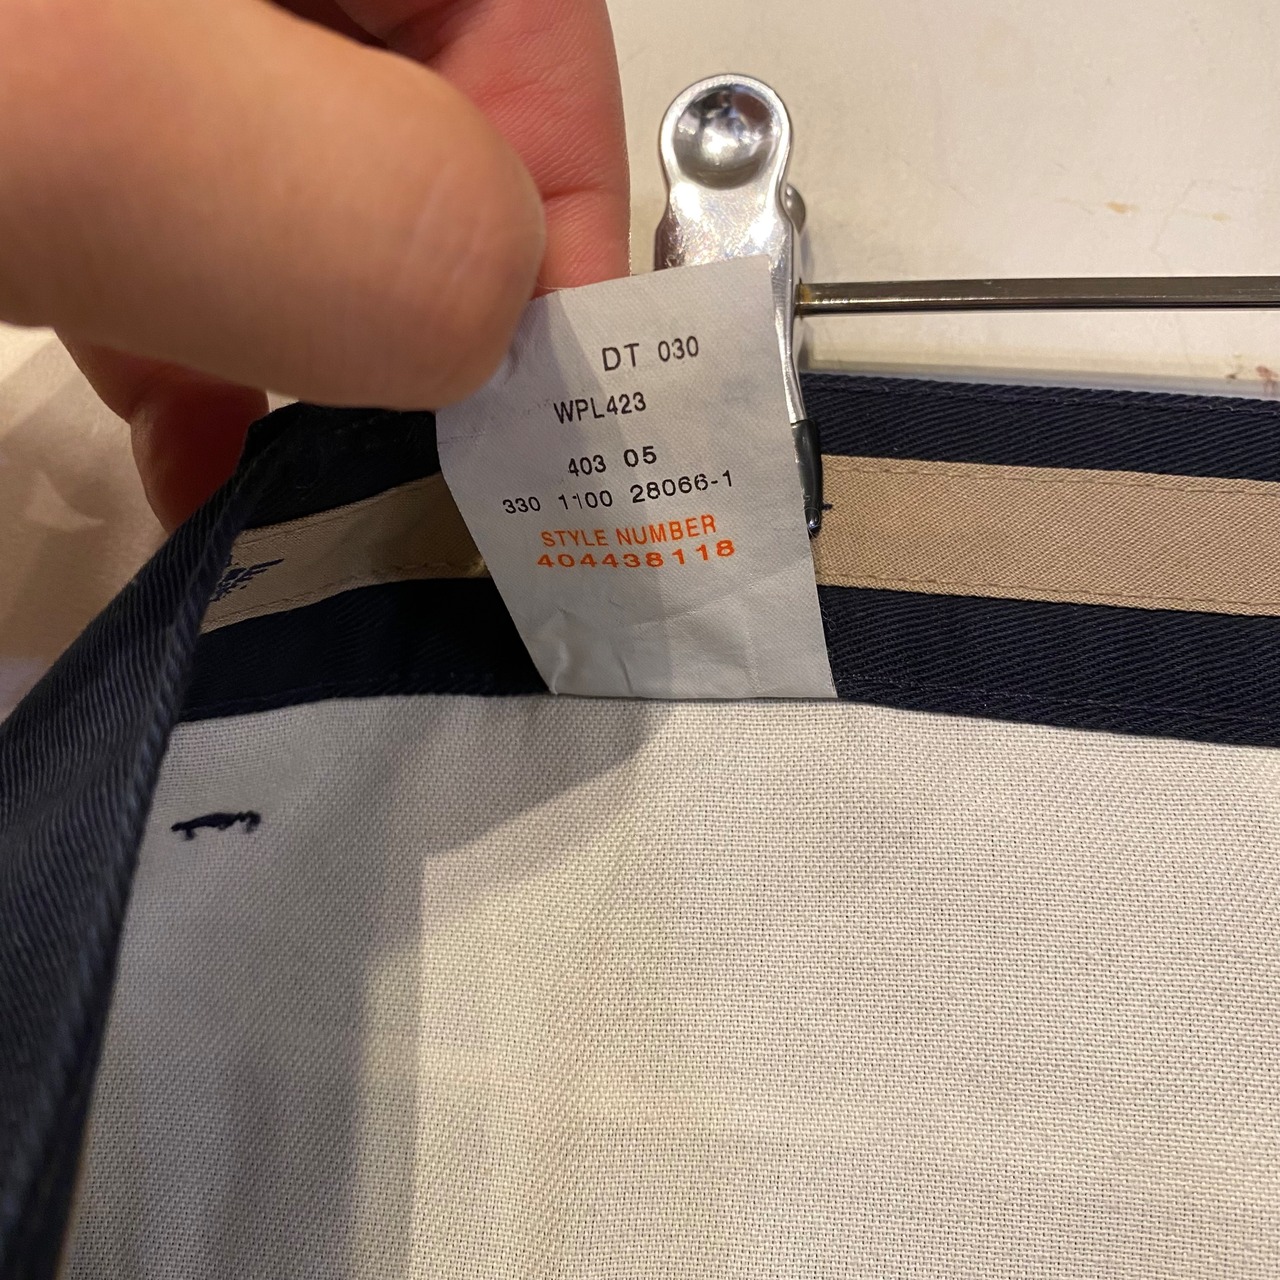 DT 030
WPL423
403 05
330 1100 28066-1
STYLE NUMBER
404438118